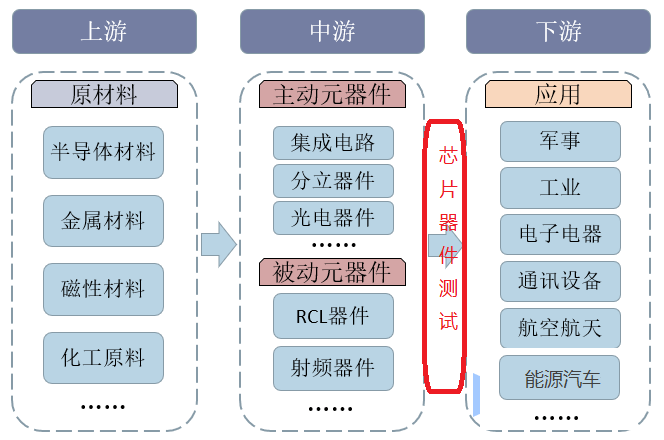 上游
原材料
半导体材料
金属材料
磁性材料
化工原料
……
中游
主动元器件
集成电路
分立器件
光电器件
……
被动元器件
RCL器件
射频器件
……
芯片器件测试
下游
应用
军事
工业
电子电器
通讯设备
航空航天
能源汽车
……